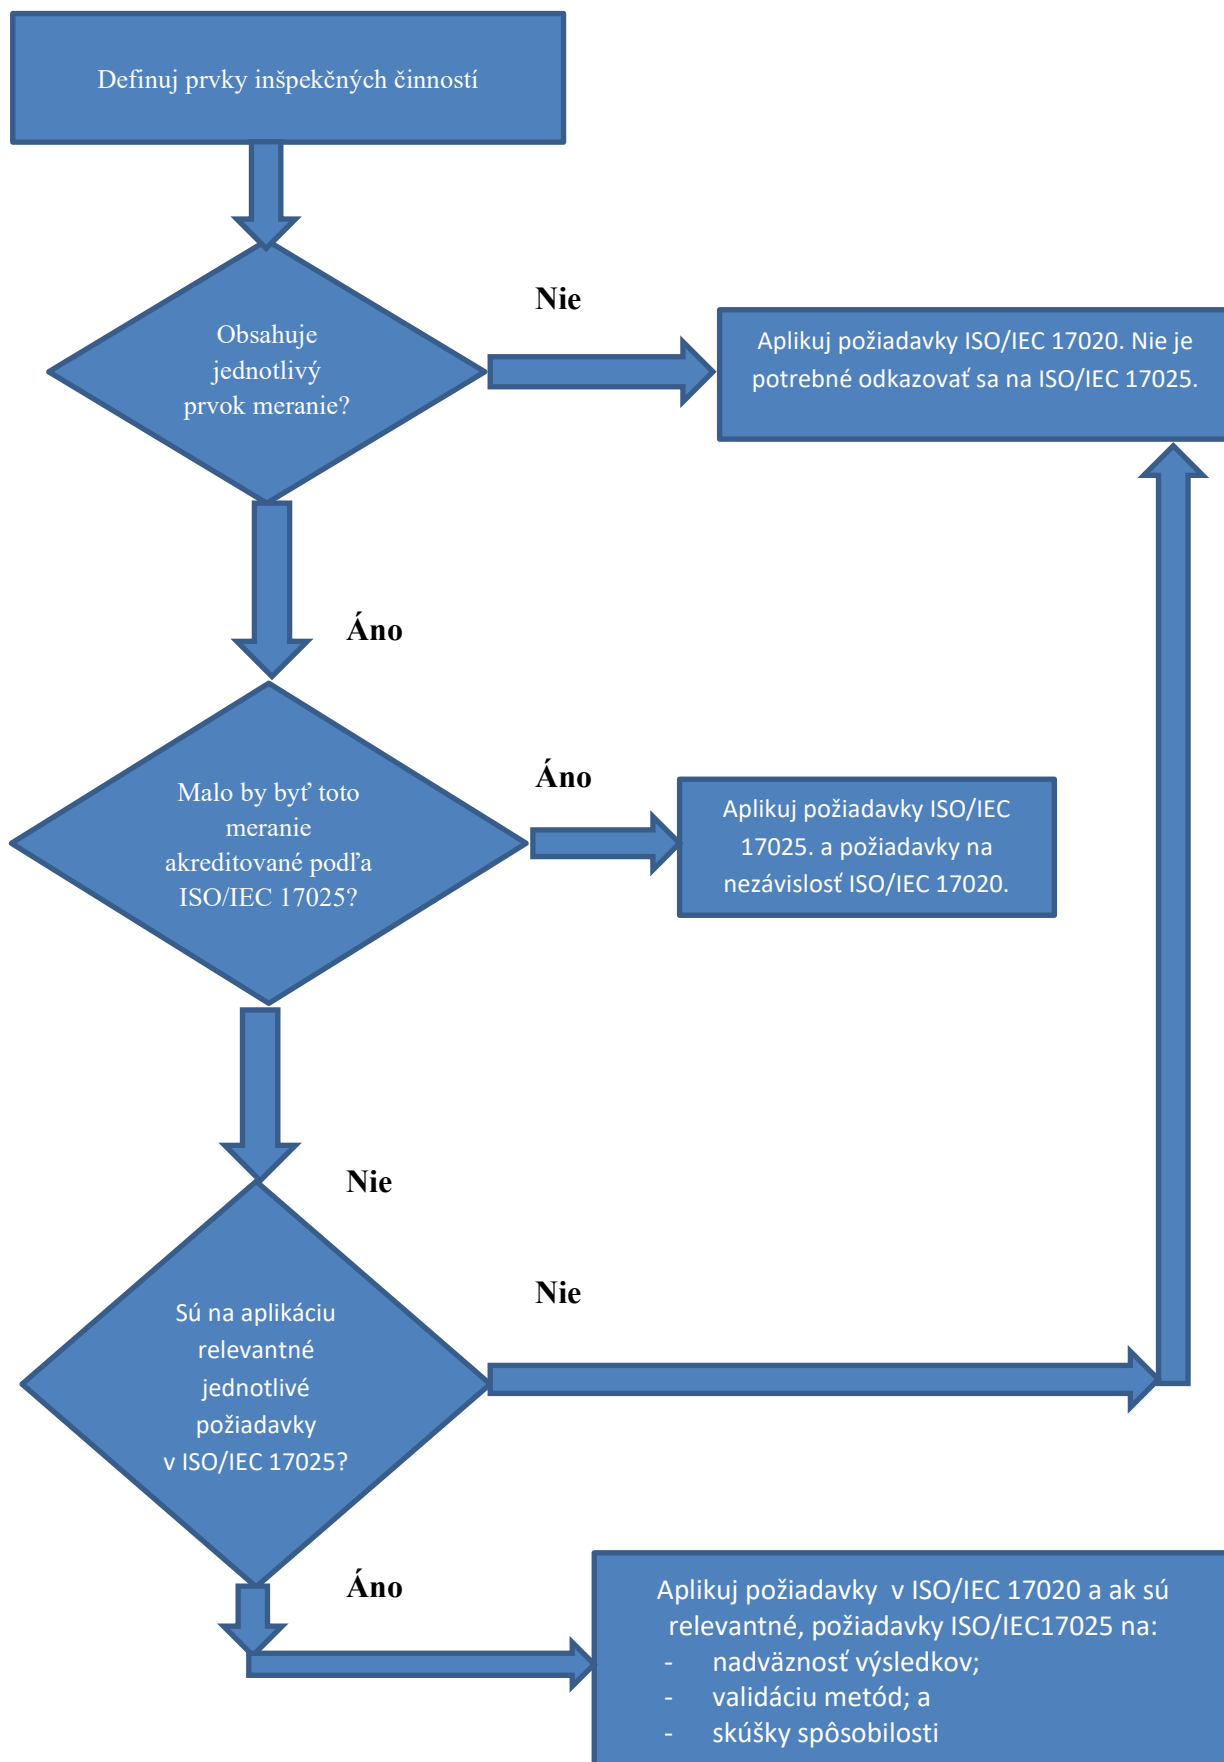 Definuj prvky inšpekčných činností
Nie
Obsahuje
jednotlivý
prvok meranie?
Aplikuj požiadavky ISO/IEC 17020. Nie je
potrebné odkazovať sa na ISO/IEC 17025.
Áno
Áno
Malo by byť toto
meranie
akreditované podľa
ISO/IEC 17025?
Aplikuj požiadavky ISO/IEC
17025. a požiadavky na
nezávislosť ISO/IEC 17020.
Nie
Nie
Sú na aplikáciu
relevantné
jednotlivé
požiadavky
v ISO/IEC 17025?
Áno
Aplikuj požiadavky  v ISO/IEC 17020 a ak sú
relevantné, požiadavky ISO/IEC17025 na:
- nadväznosť výsledkov;
- validáciu metód; a
- skúšky spôsobilosti